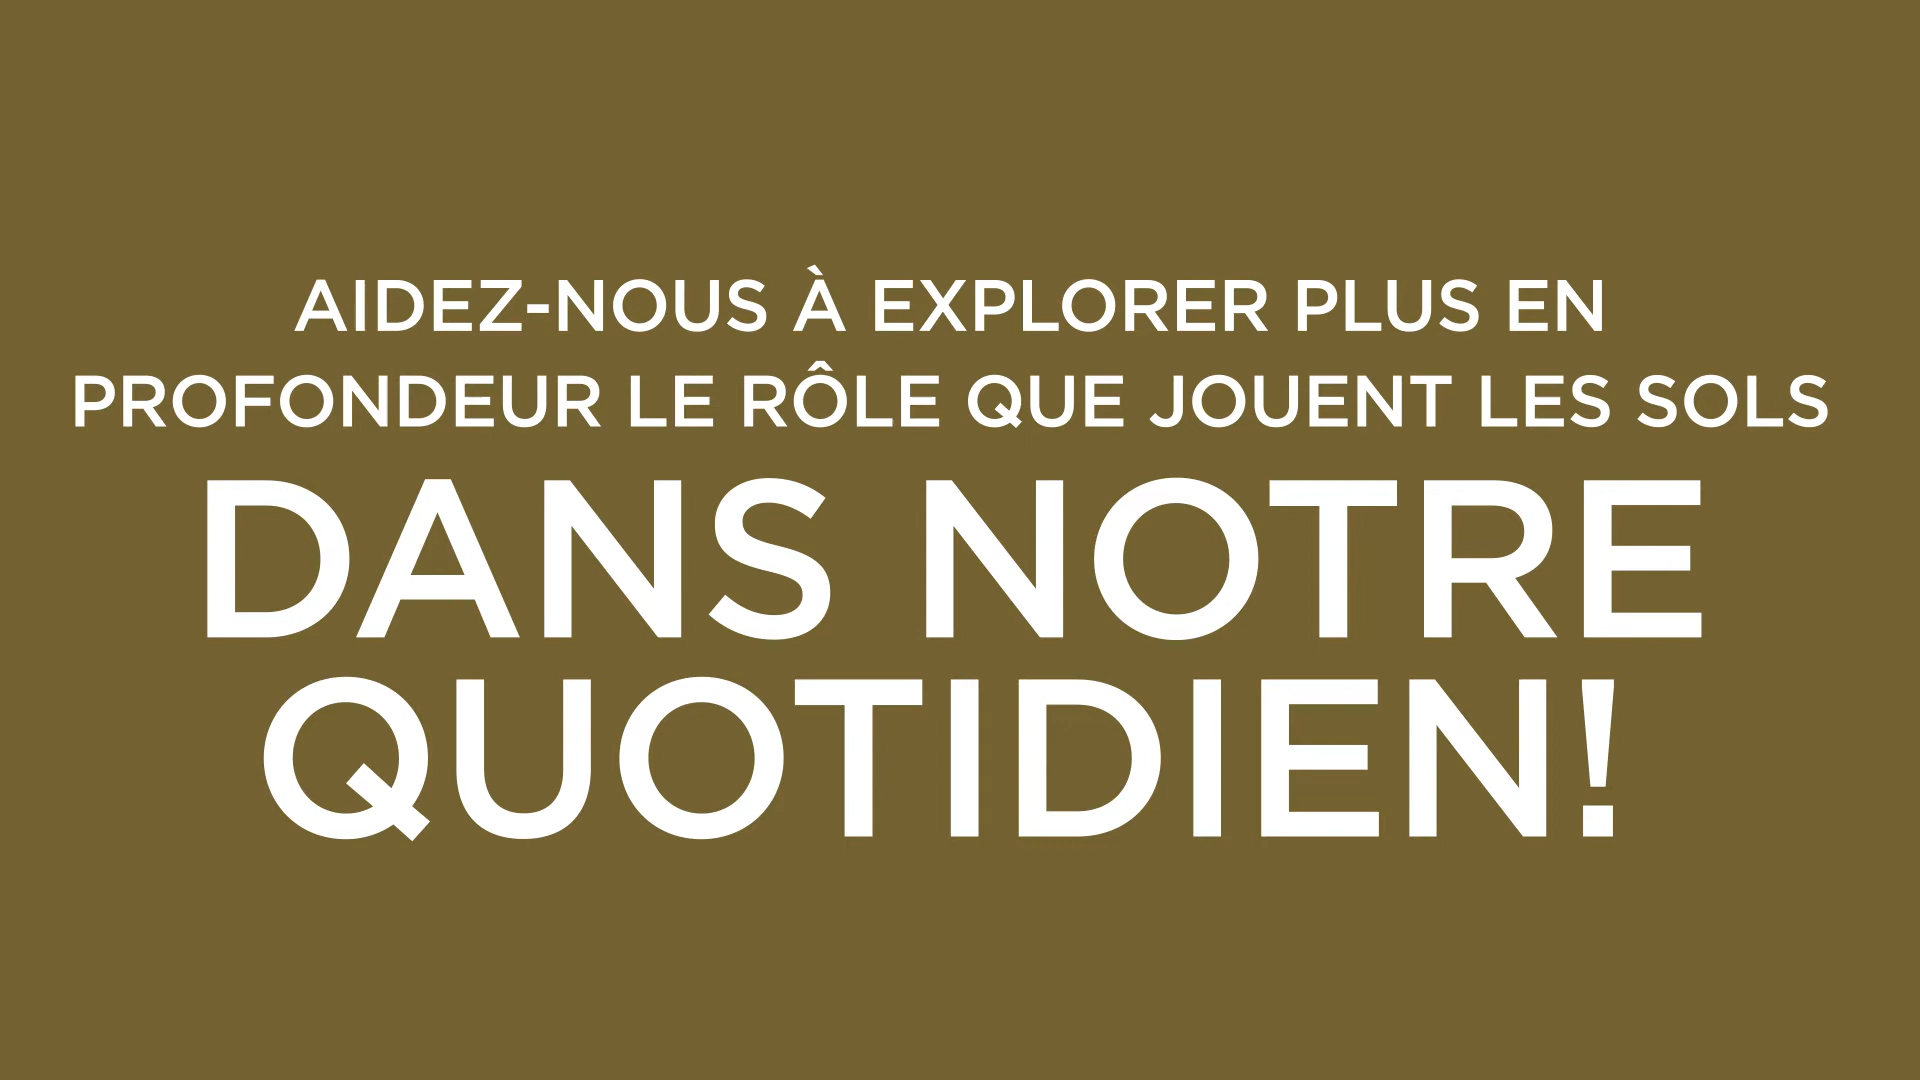 AIDEZ-NOUS À EXPLORER PLUS EN
PROFONDEUR LE RÔLE QUE JOUENT LES SOLS
DANS NOTRE
QUOTIDIEN!